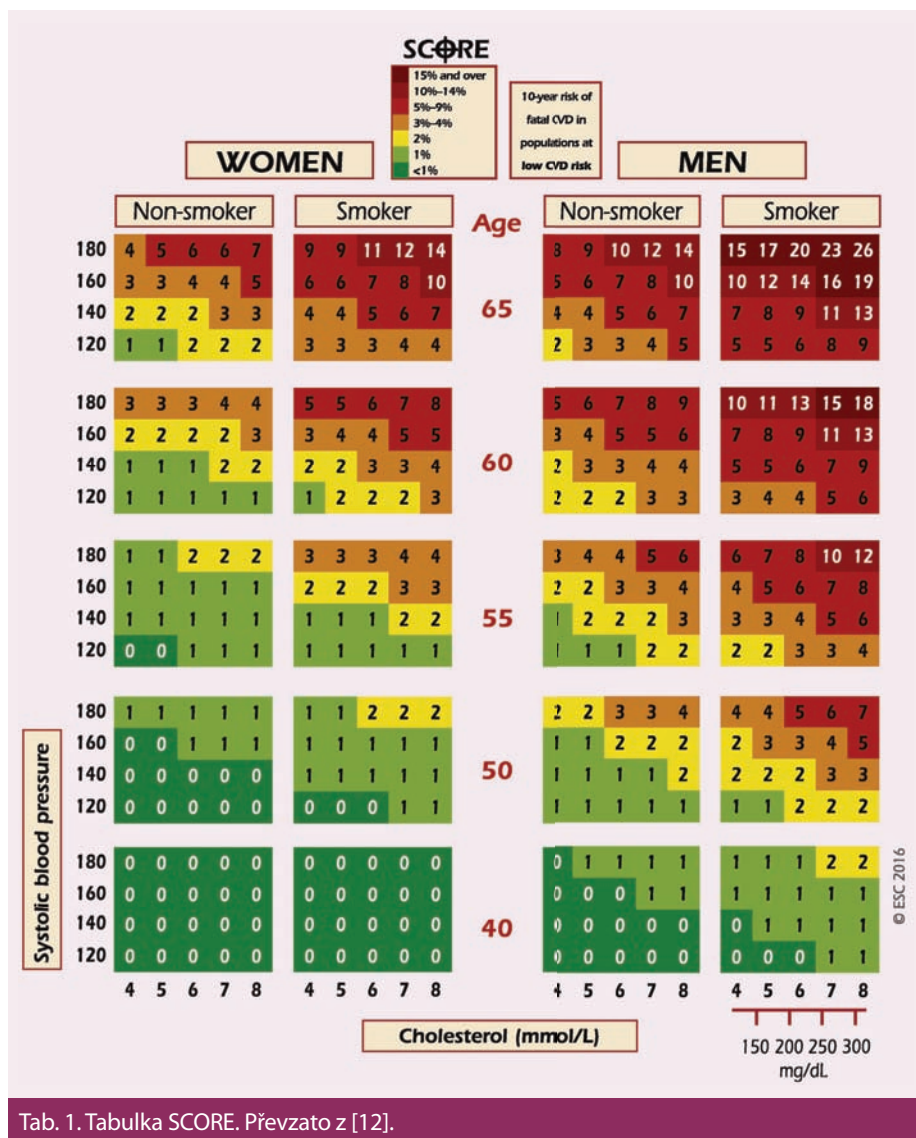 SCORE
15% and over
10%–14%
5%–9%
3%–4%
2%
1%
<1%
10-year risk of
fatal CVD in
populations at
low CVD risk
WOMEN
MEN
Non-smoker Smoker Age Non-smoker Smoker
180 4 5 6 6 7 9 9 11 12 14 8 9 10 12 14 15 17 20 23 26
160 3 3 4 4 5 6 6 7 8 10 5 6 7 8 10 10 12 14 16 19
65
140 2 2 2 3 3 4 4 5 6 7 4 4 5 6 7 7 8 9 11 13
120 1 1 2 2 2 3 3 3 4 4 2 3 3 4 5 5 5 6 8 9
180 3 3 3 4 4 5 5 6 7 8 5 6 7 8 9 10 11 13 15 18
160 2 2 2 2 3 3 4 4 5 5 3 4 5 5 6 7 8 9 11 13
60
140 1 1 1 2 2 2 2 3 3 4 2 3 3 4 4 5 5 6 7 9
120 1 1 1 1 1 1 2 2 2 3 2 2 2 3 3 3 4 4 5 6
180 1 1 2 2 2 3 3 3 4 4 3 4 4 5 6 6 7 8 10 12
160 1 1 1 1 1 2 2 2 3 3 2 2 3 3 4 4 5 6 7 8
55
140 1 1 1 1 1 1 1 1 2 2 1 2 2 2 3 3 3 4 5 6
120 0 0 1 1 1 1 1 1 1 1 1 1 1 2 2 2 2 3 3 4
180 1 1 1 1 1 1 1 2 2 2 2 2 3 3 4 4 4 5 6 7
160 0 0 1 1 1 1 1 1 1 1 1 1 2 2 2 2 3 3 4 5
50
140 0 0 0 0 0 1 1 1 1 1 1 1 1 1 2 2 2 2 3 3
120 0 0 0 0 0 0 0 0 1 1 1 1 1 1 1 1 1 2 2 2
180 0 0 0 0 0 0 0 0 0 0 0 1 1 1 1 1 1 1 2 2
160 0 0 0 0 0 0 0 0 0 0 0 0 0 1 1 1 1 1 1 1
40
140 0 0 0 0 0 0 0 0 0 0 0 0 0 0 0 0 1 1 1 1
120 0 0 0 0 0 0 0 0 0 0 0 0 0 0 0 0 0 0 1 1
4 5 6 7 8 4 5 6 7 8 4 5 6 7 8 4 5 6 7 8
Systolic blood pressure
Cholesterol (mmol/L)
150 200 250 300
mg/dL
© ESC 2016
Tab. 1. Tabulka SCORE. Převzato z [12].